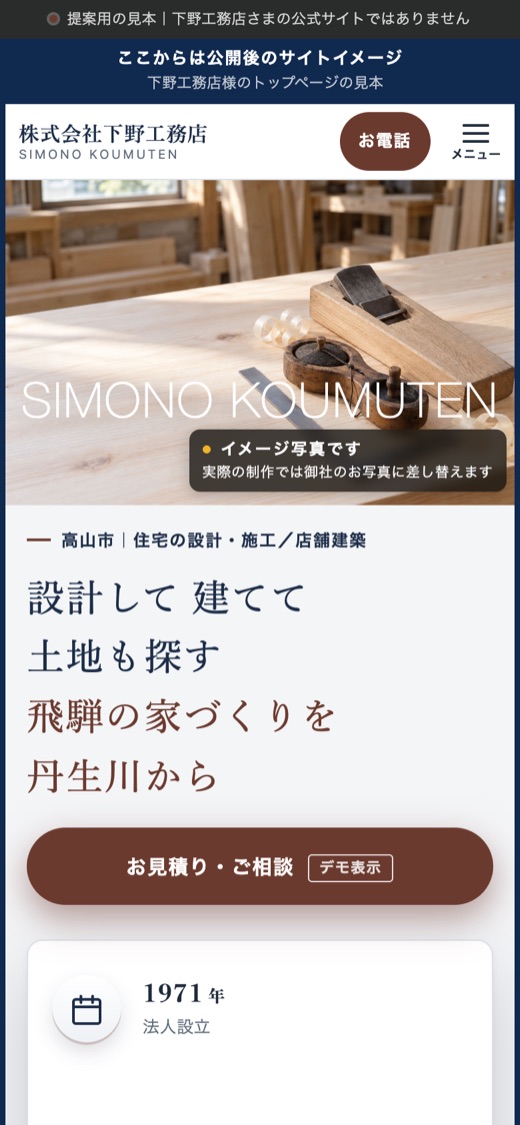 提案用の見本｜下野工務店さまの公式サイトではありません
ここからは公開後のサイトイメージ
下野工務店様のトップページの見本
株式会社下野工務店
SIMONO KOUMUTEN
お電話
メニュー
SIMONO KOUMUTEN
イメージ写真です
実際の制作では御社のお写真に差し替えます
高山市｜住宅の設計・施工／店舗建築
設計して 建てて
土地も探す
飛騨の家づくりを
丹生川から
お見積り・ご相談 デモ表示
1971年
法人設立